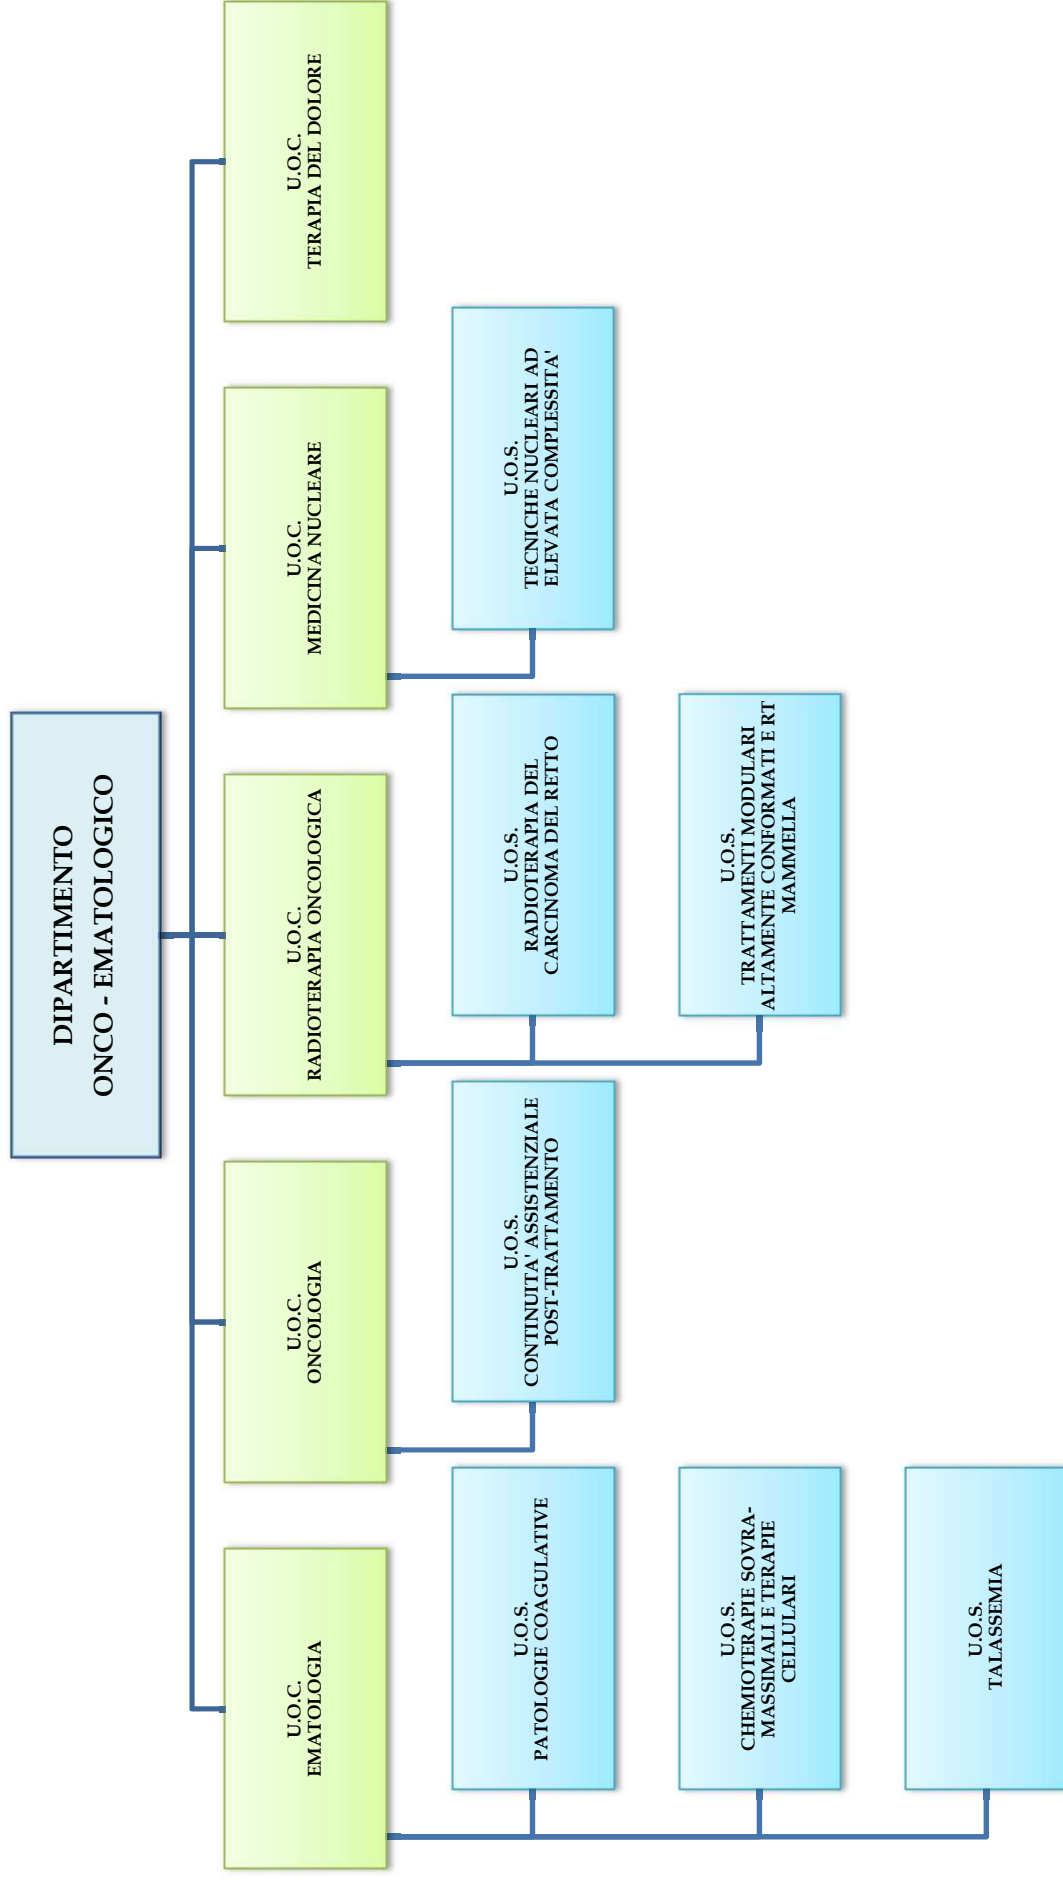 DIPARTIMENTO
ONCO - EMATOLOGICO
U.O.C.
EMATOLOGIA
U.O.C.
ONCOLOGIA
U.O.C.
RADIOTERAPIA ONCOLOGICA
U.O.C.
MEDICINA NUCLEARE
U.O.C.
TERAPIA DEL DOLORE
U.O.S.
PATOLOGIE COAGULATIVE
U.O.S.
CONTINUITA' ASSISTENZIALE
POST-TRATTAMENTO
U.O.S.
RADIOTERAPIA DEL
CARCINOMA DEL RETTO
U.O.S.
TECNICHE NUCLEARI AD
ELEVATA COMPLESSITA'
U.O.S.
CHEMIOTERAPIE SOVRA-
MASSIMALI E TERAPIE
CELLULARI
U.O.S.
TRATTAMENTI MODULARI
ALTAMENTE CONFORMATI E RT
MAMMELLA
U.O.S.
TALASSEMIA